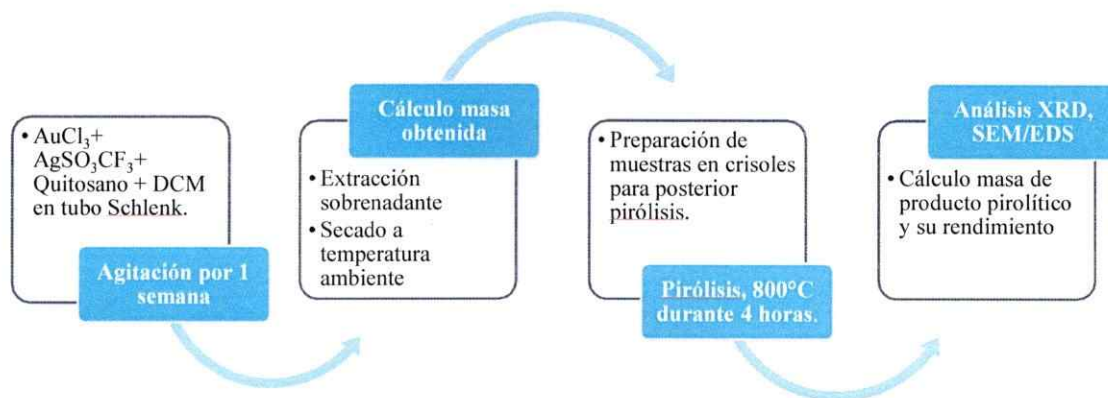 • AuCl₃+
AgSO₃CF₃+
Quitosano + DCM
en tubo Schlenk.
Agitación por 1
semana
Cálculo masa
obtenida
• Extracción
sobrenadante
• Secado a
temperatura
ambiente
• Preparación de
muestras en crisoles
para posterior
pirólisis.
Pirólisis, 800°C
durante 4 horas.
Análisis XRD,
SEM/EDS
• Cálculo masa de
producto pirolítico
y su rendimiento